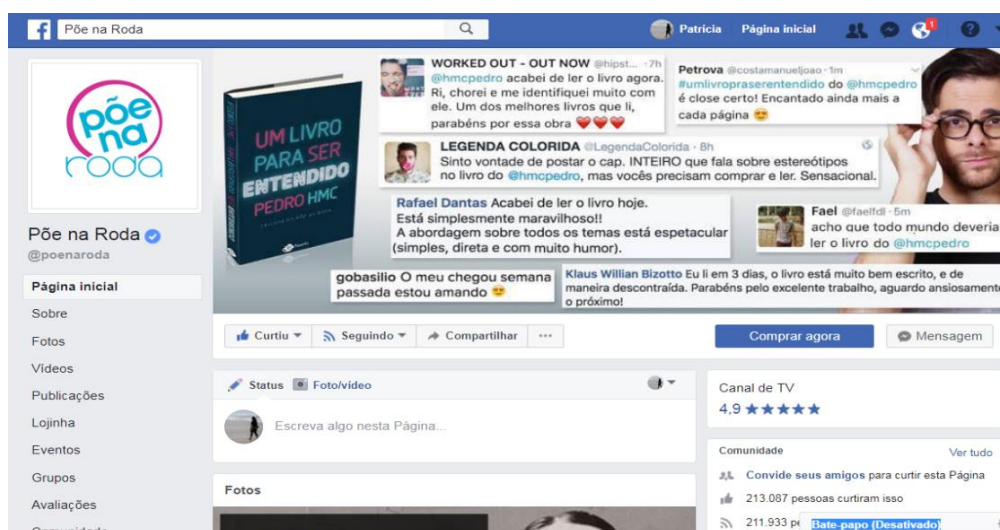 Põe na Roda
Patrícia
Página inicial
1
?
põe
na
roda
Põe na Roda
@poenaroda
Página inicial
Sobre
Fotos
Vídeos
Publicações
Lojinha
Eventos
Grupos
Avaliações
Comunidade
UM LIVRO
PARA SER
ENTENDIDO
PEDRO HMC
WORKED OUT - OUT NOW @hipst... ·7h
@hmcpedro acabei de ler o livro agora.
Ri, chorei e me identifiquei muito com
ele. Um dos melhores livros que li,
parabéns por essa obra ❤❤❤
Petrova @costamanueljoao · 1m
#umlivropraserentendido do @hmcpedro
é close certo! Encantado ainda mais a
cada página 😍
LEGENDA COLORIDA @LegendaColorida · 8h
Sinto vontade de postar o cap. INTEIRO que fala sobre estereótipos
no livro do @hmcpedro, mas vocês precisam comprar e ler. Sensacional.
Rafael Dantas Acabei de ler o livro hoje.
Está simplesmente maravilhoso!!
A abordagem sobre todos os temas está espetacular
(simples, direta e com muito humor).
Fael @faelfdl · 5m
acho que todo mundo deveria
ler o livro do @hmcpedro
gobasilio O meu chegou semana
passada estou amando 😍
Klaus Willian Bizotto Eu li em 3 dias, o livro está muito bem escrito, e de
maneira descontraída. Parabéns pelo excelente trabalho, aguardo ansiosamente
o próximo!
Curtiu
Seguindo
Compartilhar
...
Comprar agora
Mensagem
Status
Foto/vídeo
Escreva algo nesta Página...
Fotos
Canal de TV
4,9 ★★★★★
Comunidade
Ver tudo
Convide seus amigos para curtir esta Página
213.087 pessoas curtiram isso
211.933 pe
Bate-papo (Desativado)